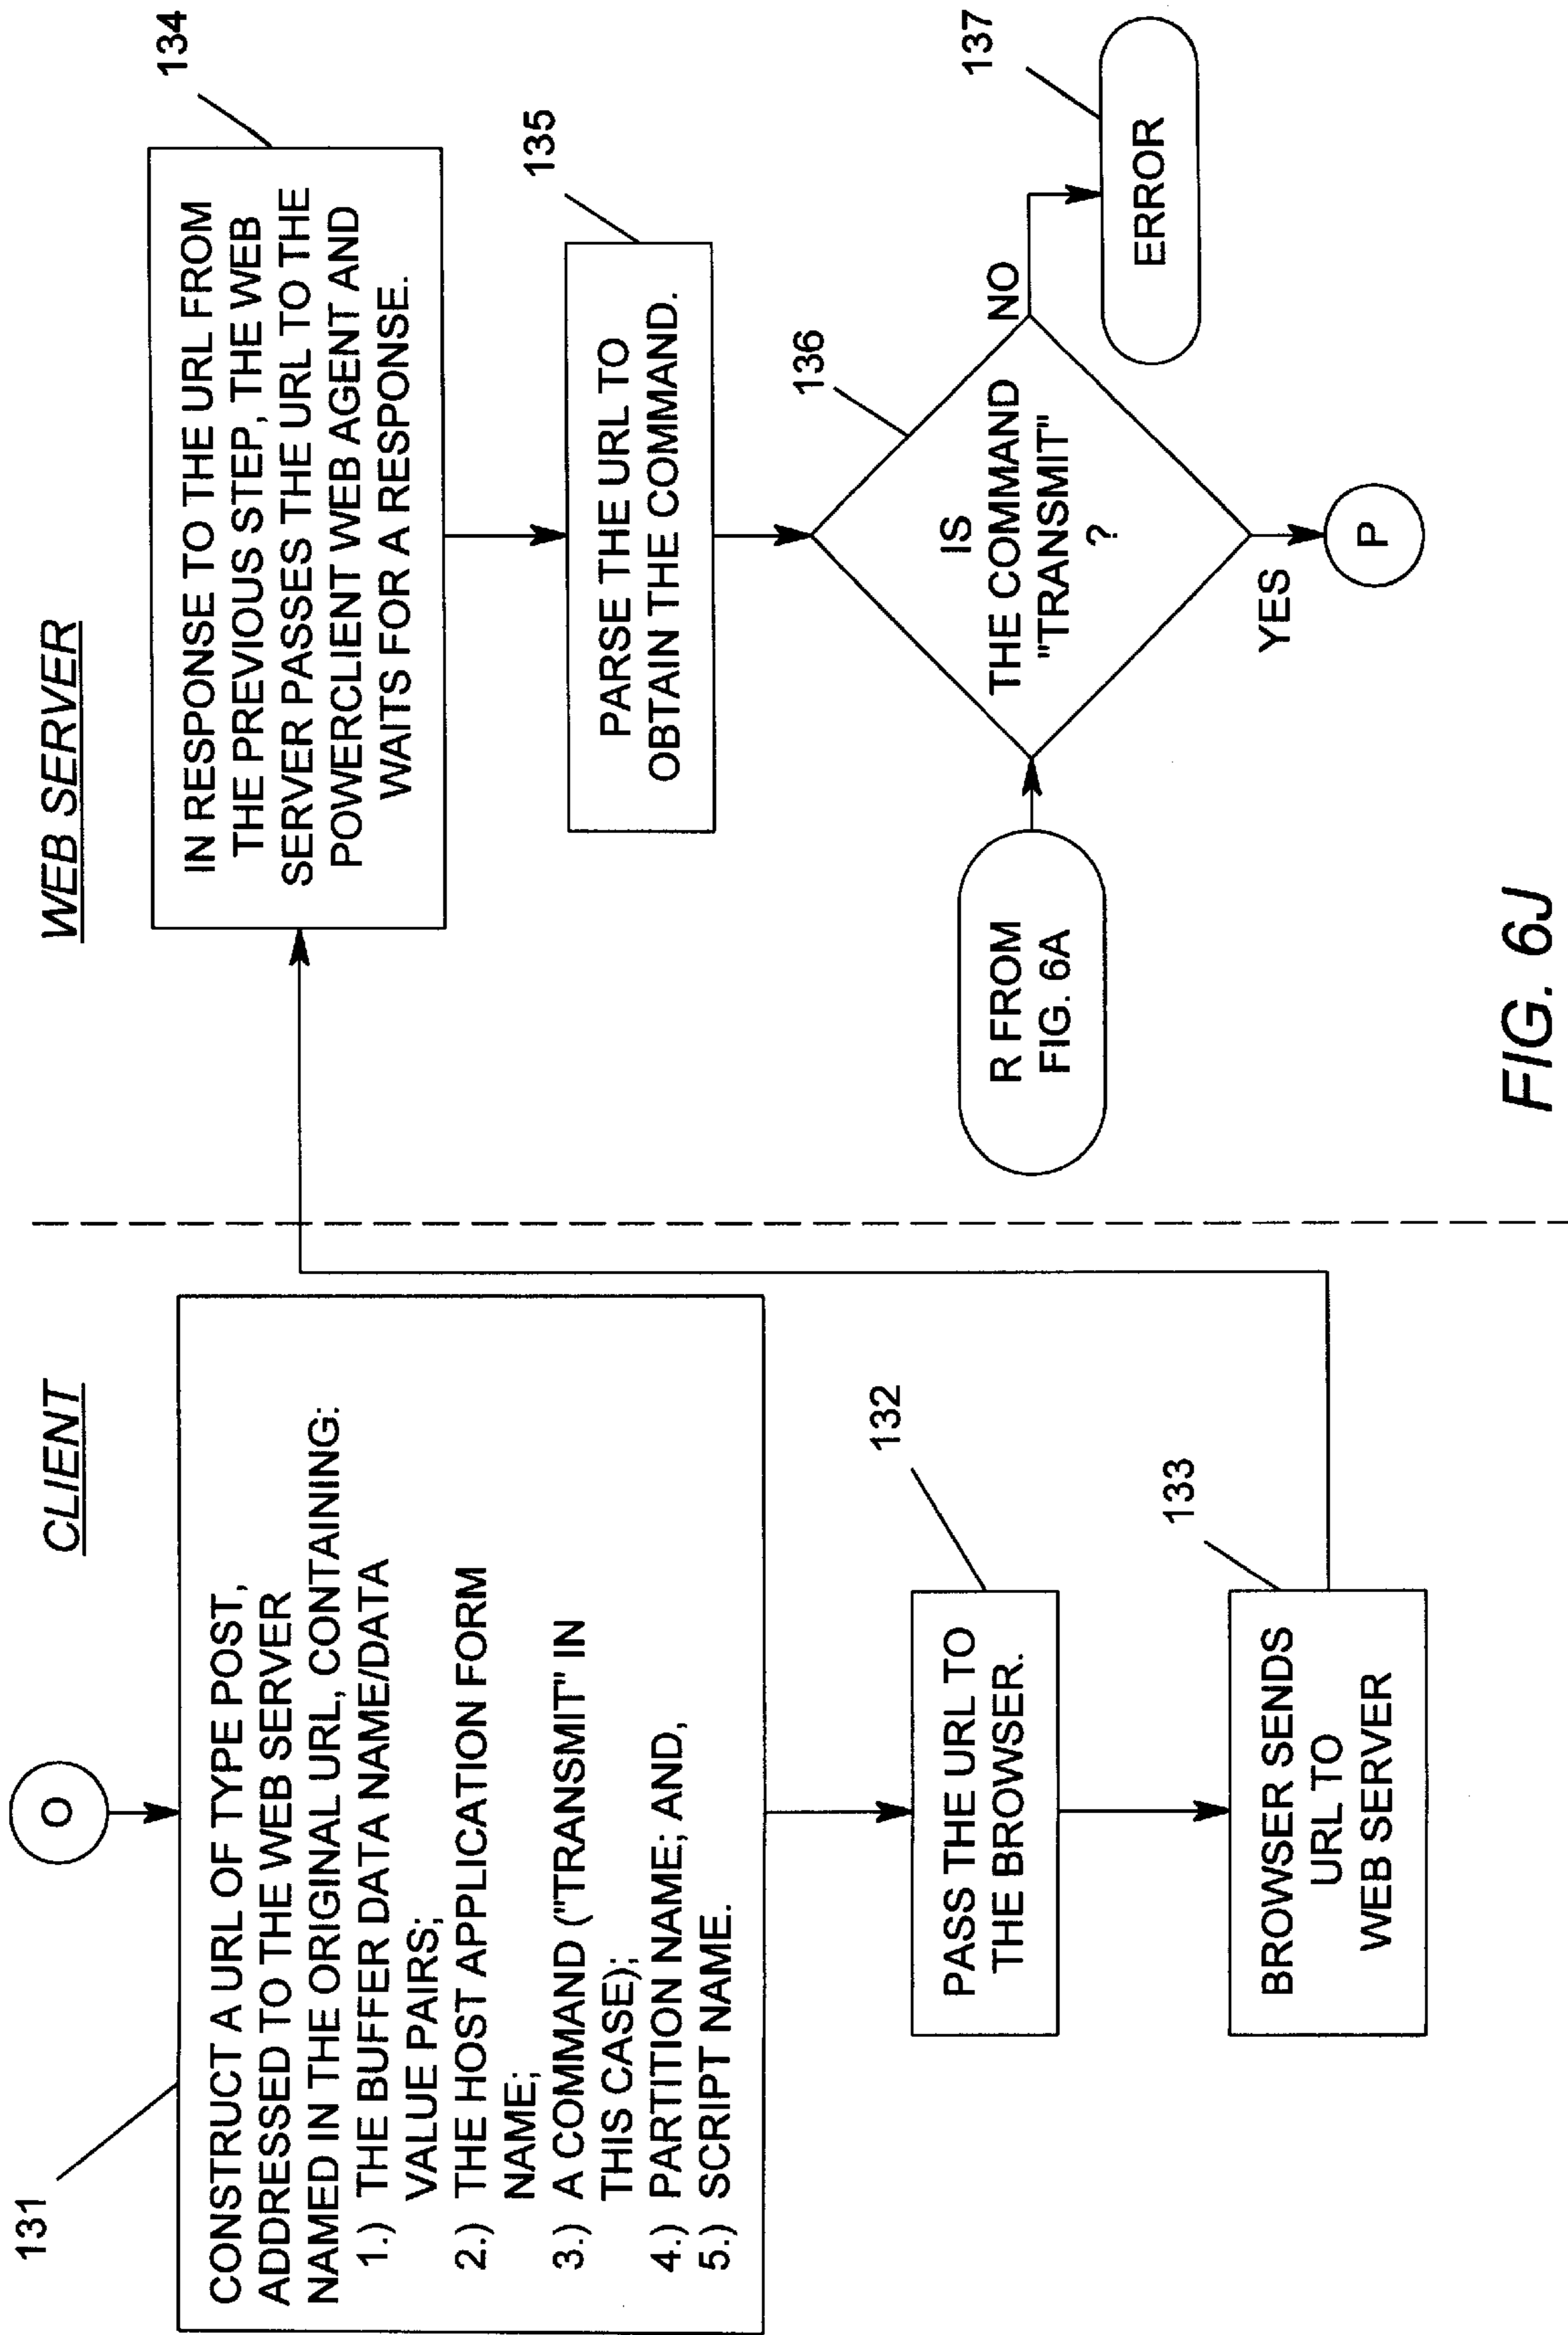 CLIENT
O
131
CONSTRUCT A URL OF TYPE POST,
ADDRESSED TO THE WEB SERVER
NAMED IN THE ORIGINAL URL, CONTAINING:
1.) THE BUFFER DATA NAME/DATA
VALUE PAIRS;
2.) THE HOST APPLICATION FORM
NAME;
3.) A COMMAND ("TRANSMIT" IN
THIS CASE);
4.) PARTITION NAME; AND,
5.) SCRIPT NAME.
132
PASS THE URL TO
THE BROWSER.
133
BROWSER SENDS
URL TO
WEB SERVER
WEB SERVER
134
IN RESPONSE TO THE URL FROM
THE PREVIOUS STEP, THE WEB
SERVER PASSES THE URL TO THE
POWERCLIENT WEB AGENT AND
WAITS FOR A RESPONSE.
135
PARSE THE URL TO
OBTAIN THE COMMAND.
R FROM
FIG. 6A
136
IS
THE COMMAND
"TRANSMIT"
?
NO
137
ERROR
YES
P
FIG. 6J